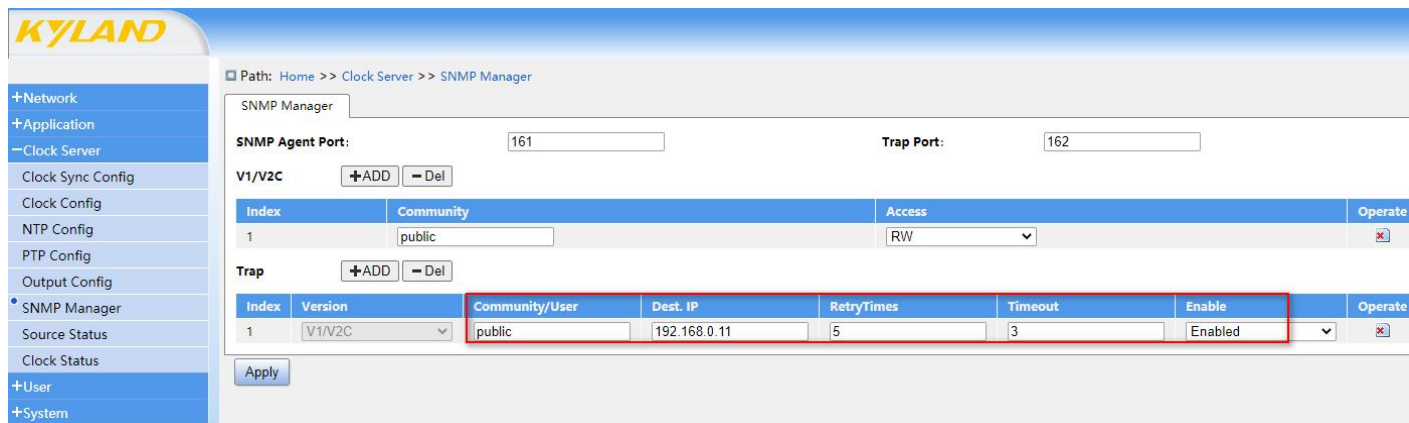 KYLAND
Path: Home >> Clock Server >> SNMP Manager
+Network
+Application
−Clock Server
Clock Sync Config
Clock Config
NTP Config
PTP Config
Output Config
SNMP Manager
Source Status
Clock Status
+User
+System
SNMP Manager
SNMP Agent Port: 161 Trap Port: 162
V1/V2C +ADD −Del
Index Community Access Operate
1 public RW
Trap +ADD −Del
Index Version Community/User Dest. IP RetryTimes Timeout Enable Operate
1 V1/V2C public 192.168.0.11 5 3 Enabled
Apply